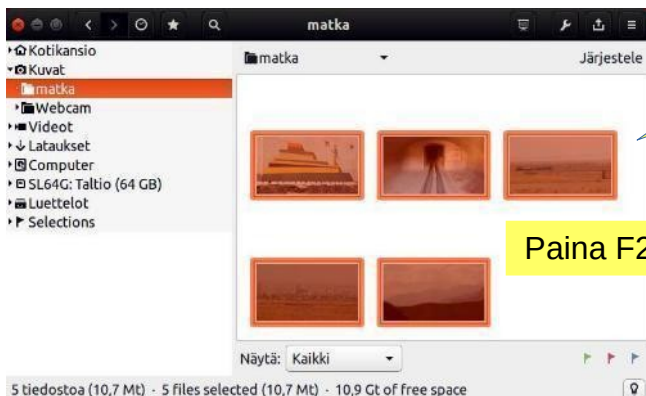 matka
Kotikansio
Kuvat
matka
Webcam
Videot
Lataukset
Computer
SL64G: Taltio (64 GB)
Luettelot
Selections
matka
Järjestele
Paina F2
Näytä: Kaikki
5 tiedostoa (10,7 Mt) · 5 files selected (10,7 Mt) · 10,9 Gt of free space